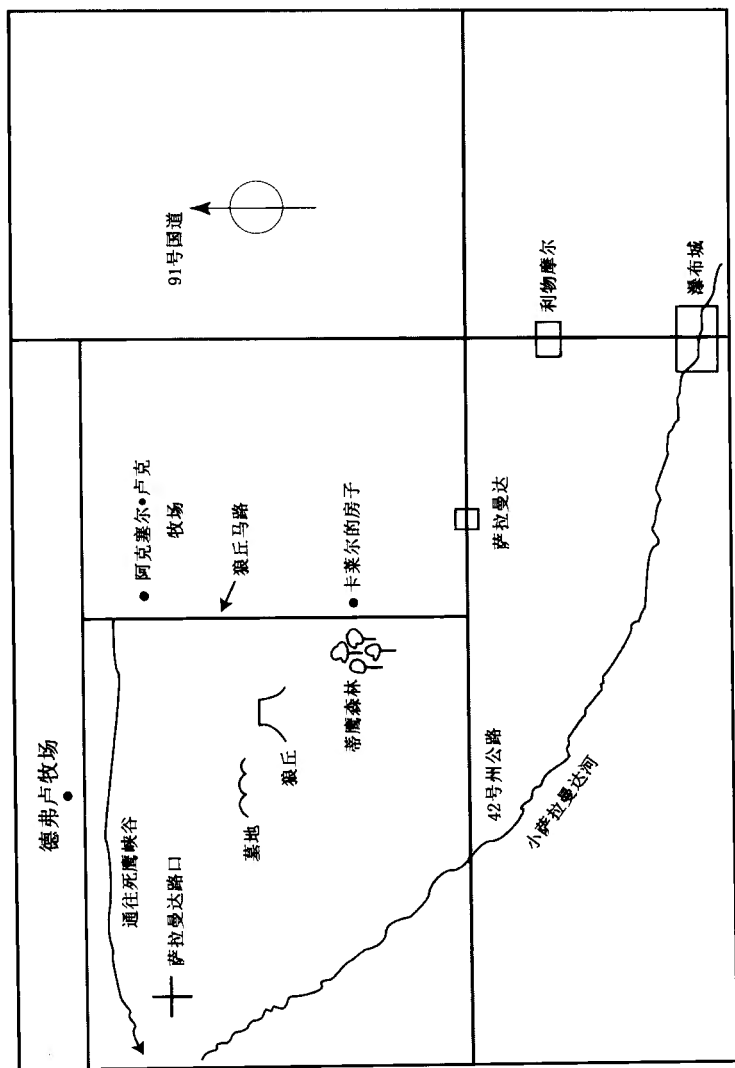 德弗卢牧场
通往死鹰峡谷
萨拉曼达路口
墓地
狼丘
蒂鹰森林
阿克塞尔•卢克
牧场
狼丘马路
卡莱尔的房子
91号国道
42号州公路
小萨拉曼达河
萨拉曼达
利物摩尔
瀑布城